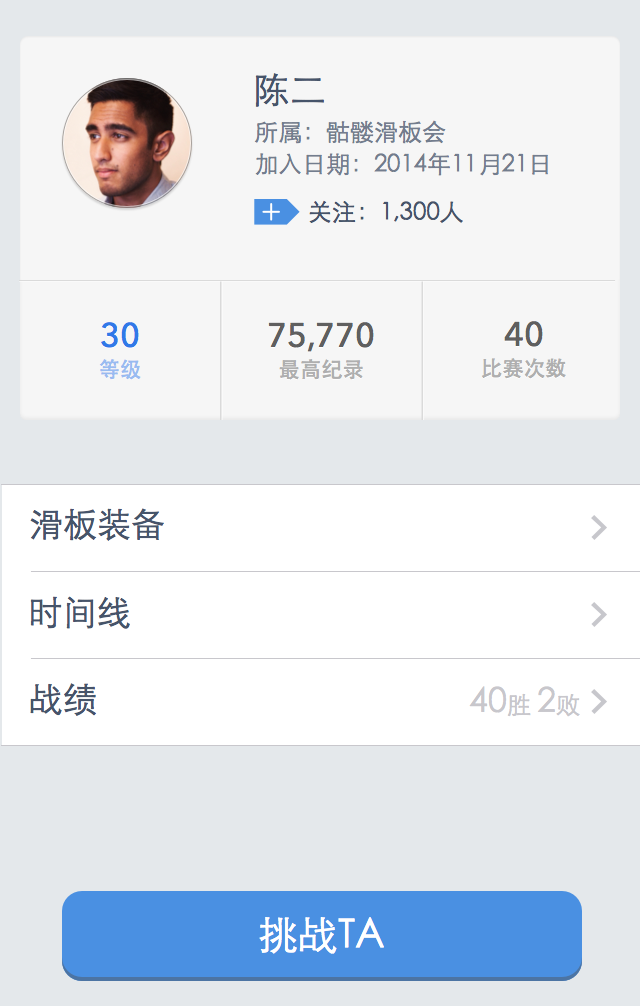 陈二
所属：骷髅滑板会
加入日期：2014年11月21日
关注：1,300人
30
等级
75,770
最高纪录
40
比赛次数
滑板装备
时间线
战绩 40胜 2败
挑战TA